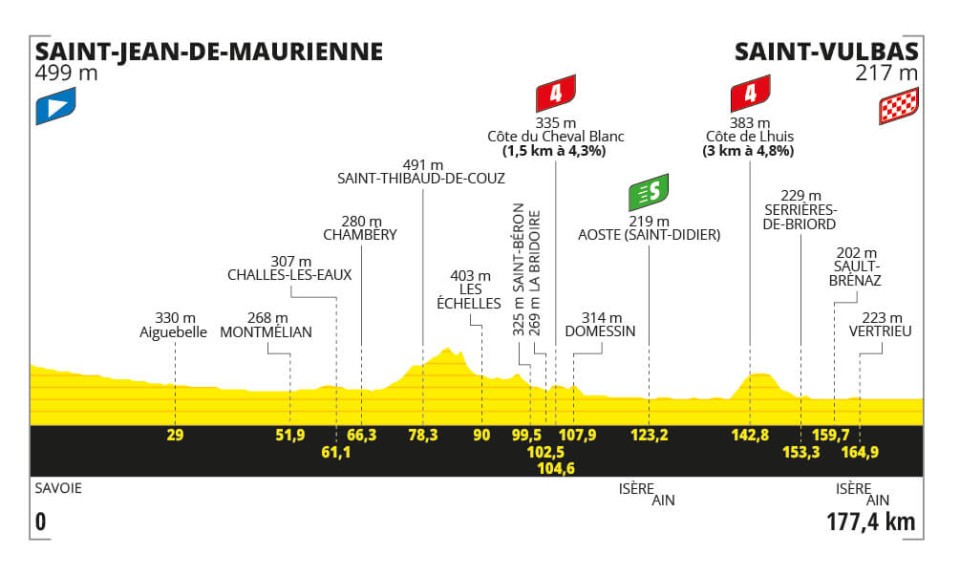 SAINT-JEAN-DE-MAURIENNE
499 m
SAINT-VULBAS
217 m
4
335 m
Côte du Cheval Blanc
(1,5 km à 4,3%)
4
383 m
Côte de Lhuis
(3 km à 4,8%)
491 m
SAINT-THIBAUD-DE-COUZ
S
219 m
AOSTE (SAINT-DIDIER)
229 m
SERRIÈRES-
DE-BRIORD
280 m
CHAMBÉRY
307 m
CHALLES-LES-EAUX
403 m
LES
ÉCHELLES
325 m SAINT-BÉRON
269 m LA BRIDOIRE
202 m
SAULT-
BRÉNAZ
330 m
Aiguebelle
268 m
MONTMÉLIAN
314 m
DOMESSIN
223 m
VERTRIEU
29
51,9
61,1
66,3
78,3
90
99,5
102,5
104,6
107,9
123,2
142,8
153,3
159,7
164,9
SAVOIE
ISÈRE
AIN
ISÈRE
AIN
0
177,4 km